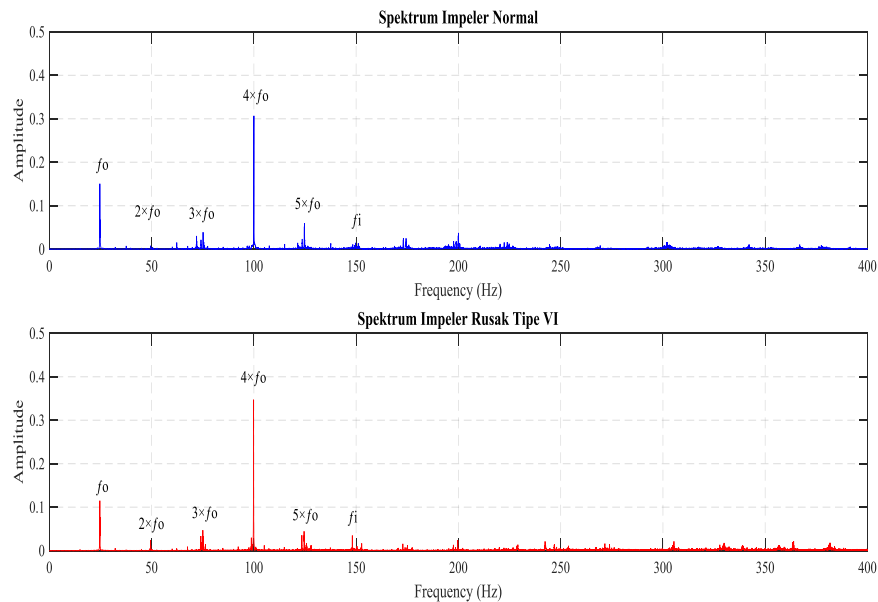 Spektrum Impeler Normal
0.5
0.4
0.3
0.2
0.1
0
Amplitude
fo
2×fo
3×fo
4×fo
5×fo
fi
0 50 100 150 200 250 300 350 400
Frequency (Hz)
Spektrum Impeler Rusak Tipe VI
0.5
0.4
0.3
0.2
0.1
0
Amplitude
fo
2×fo
3×fo
4×fo
5×fo
fi
0 50 100 150 200 250 300 350 400
Frequency (Hz)